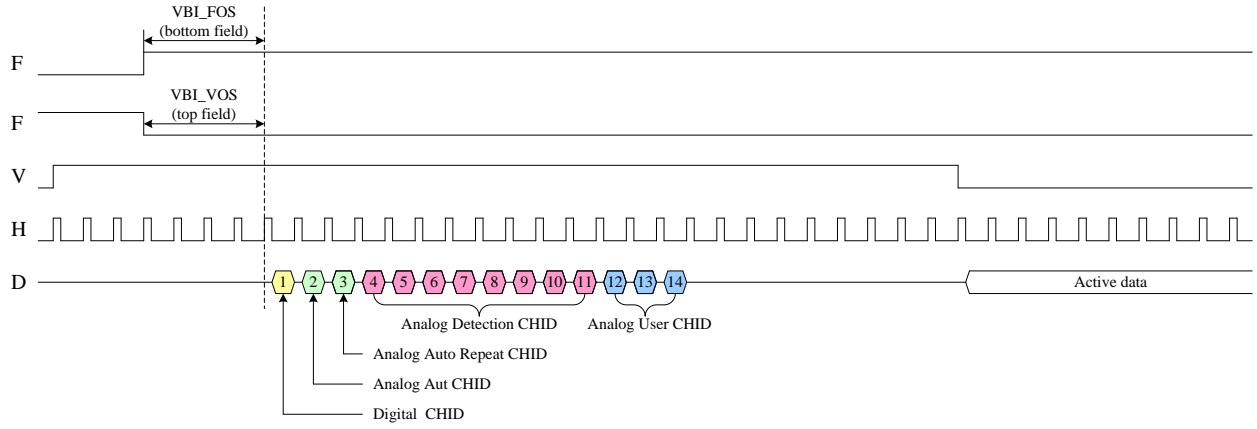 VBI_FOS
(bottom field)
F
VBI_VOS
(top field)
F
V
H
D
1 2 3 4 5 6 7 8 9 10 11 12 13 14
Active data
Analog Detection CHID
Analog User CHID
Analog Auto Repeat CHID
Analog Aut CHID
Digital CHID